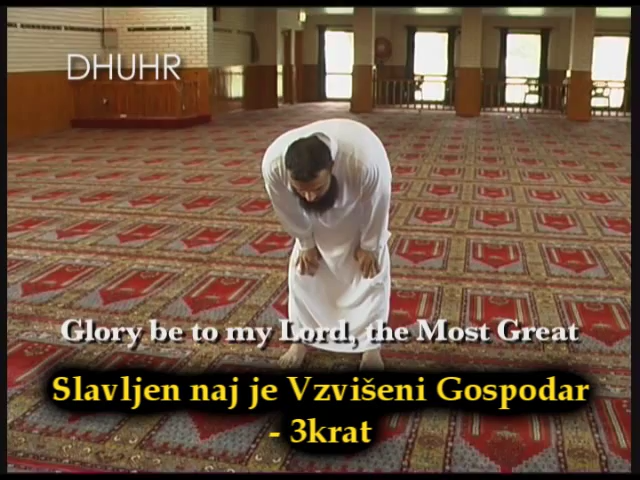 DHUHR
Glory be to my Lord, the Most Great
Slavljen naj je Vzvišeni Gospodar
- 3krat